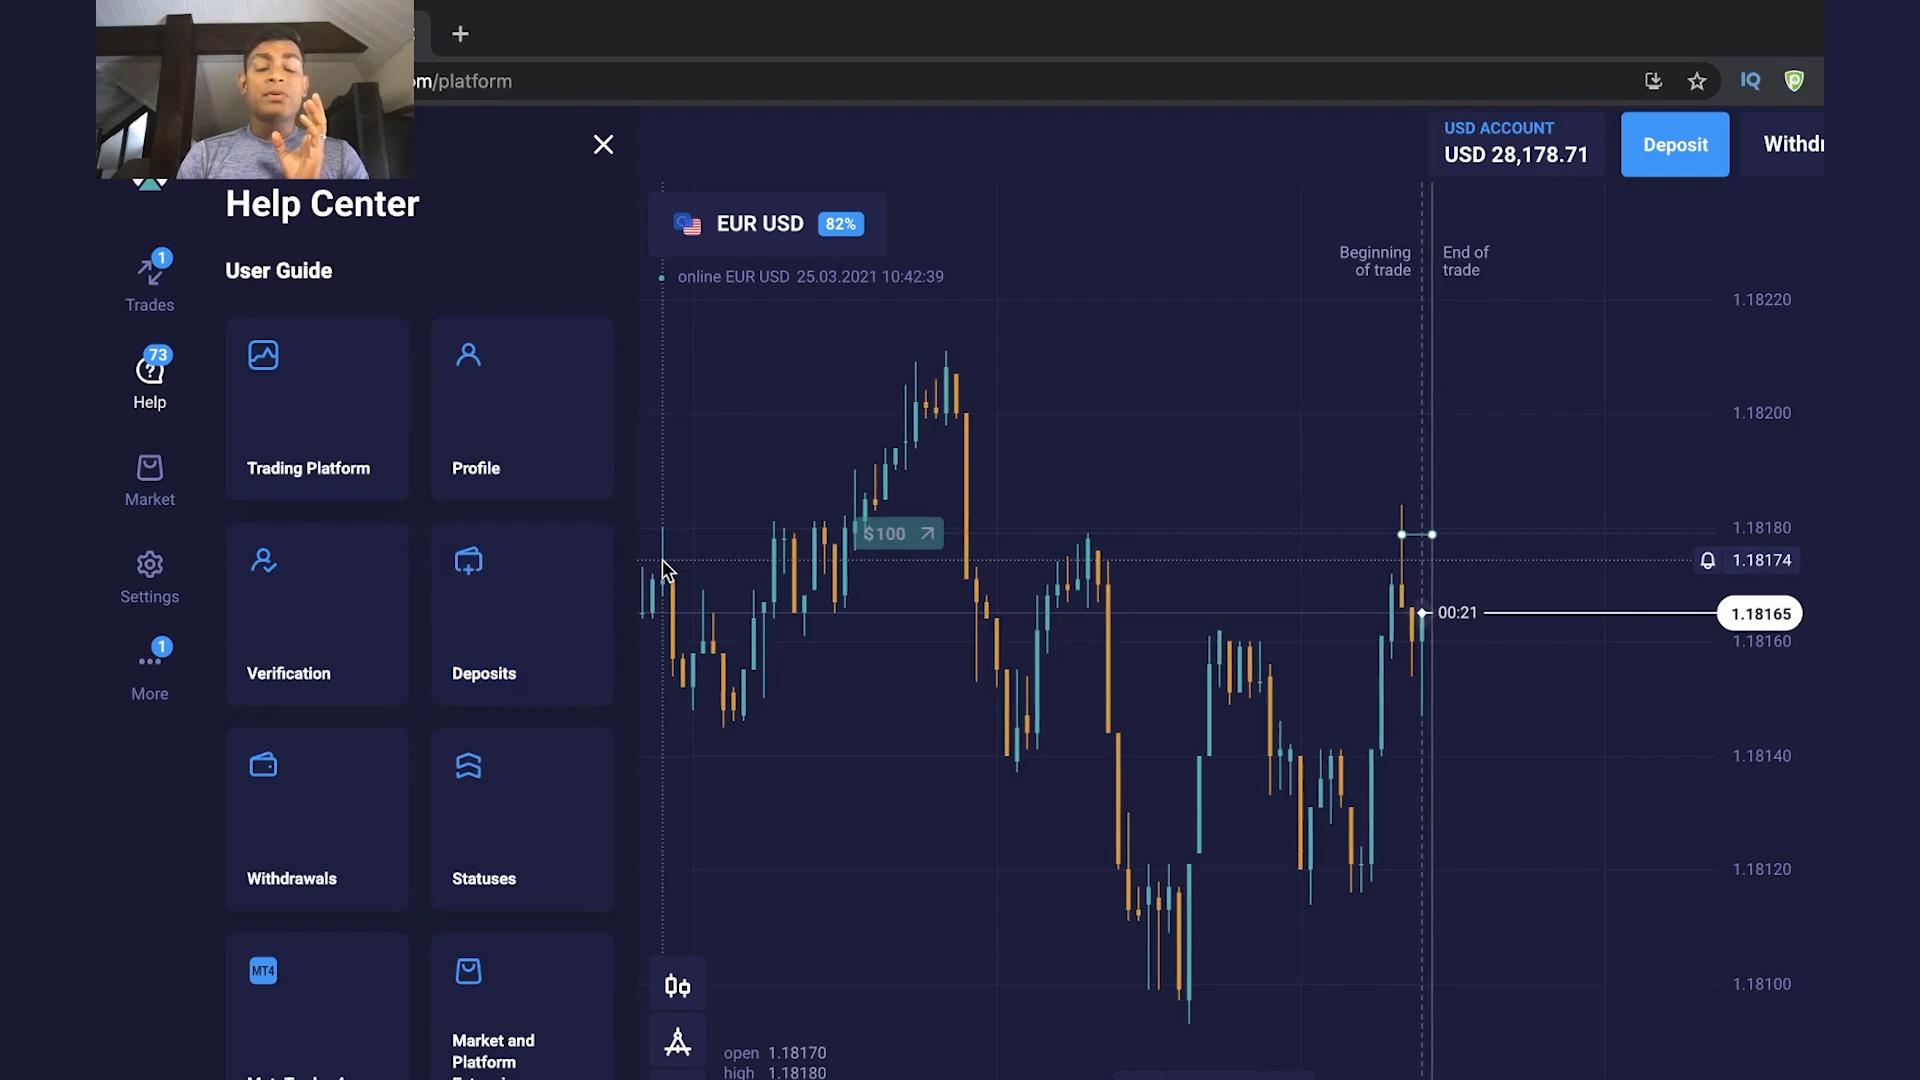 om/platform
IQ
USD ACCOUNT
USD 28,178.71
Deposit
Withdr
Help Center
User Guide
1
Trades
73
Help
Market
Settings
1
More
Trading Platform
Profile
Verification
Deposits
Withdrawals
Statuses
MT4
Market and
Platform
EUR USD 82%
online EUR USD 25.03.2021 10:42:39
Beginning
of trade
End of
trade
1.18220
1.18200
$100
1.18180
1.18174
00:21
1.18165
1.18160
1.18140
1.18120
1.18100
open 1.18170
high 1.18180